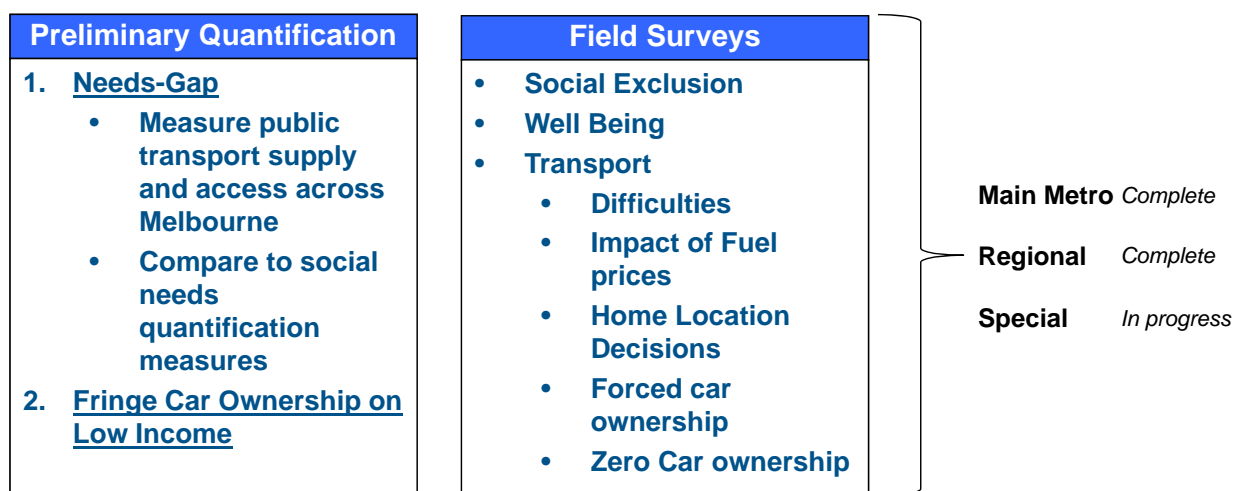 Preliminary Quantification
1. Needs-Gap
• Measure public
transport supply
and access across
Melbourne
• Compare to social
needs
quantification
measures
2. Fringe Car Ownership on
Low Income
Field Surveys
• Social Exclusion
• Well Being
• Transport
• Difficulties
• Impact of Fuel
prices
• Home Location
Decisions
• Forced car
ownership
• Zero Car ownership
Main Metro Complete
Regional Complete
Special In progress